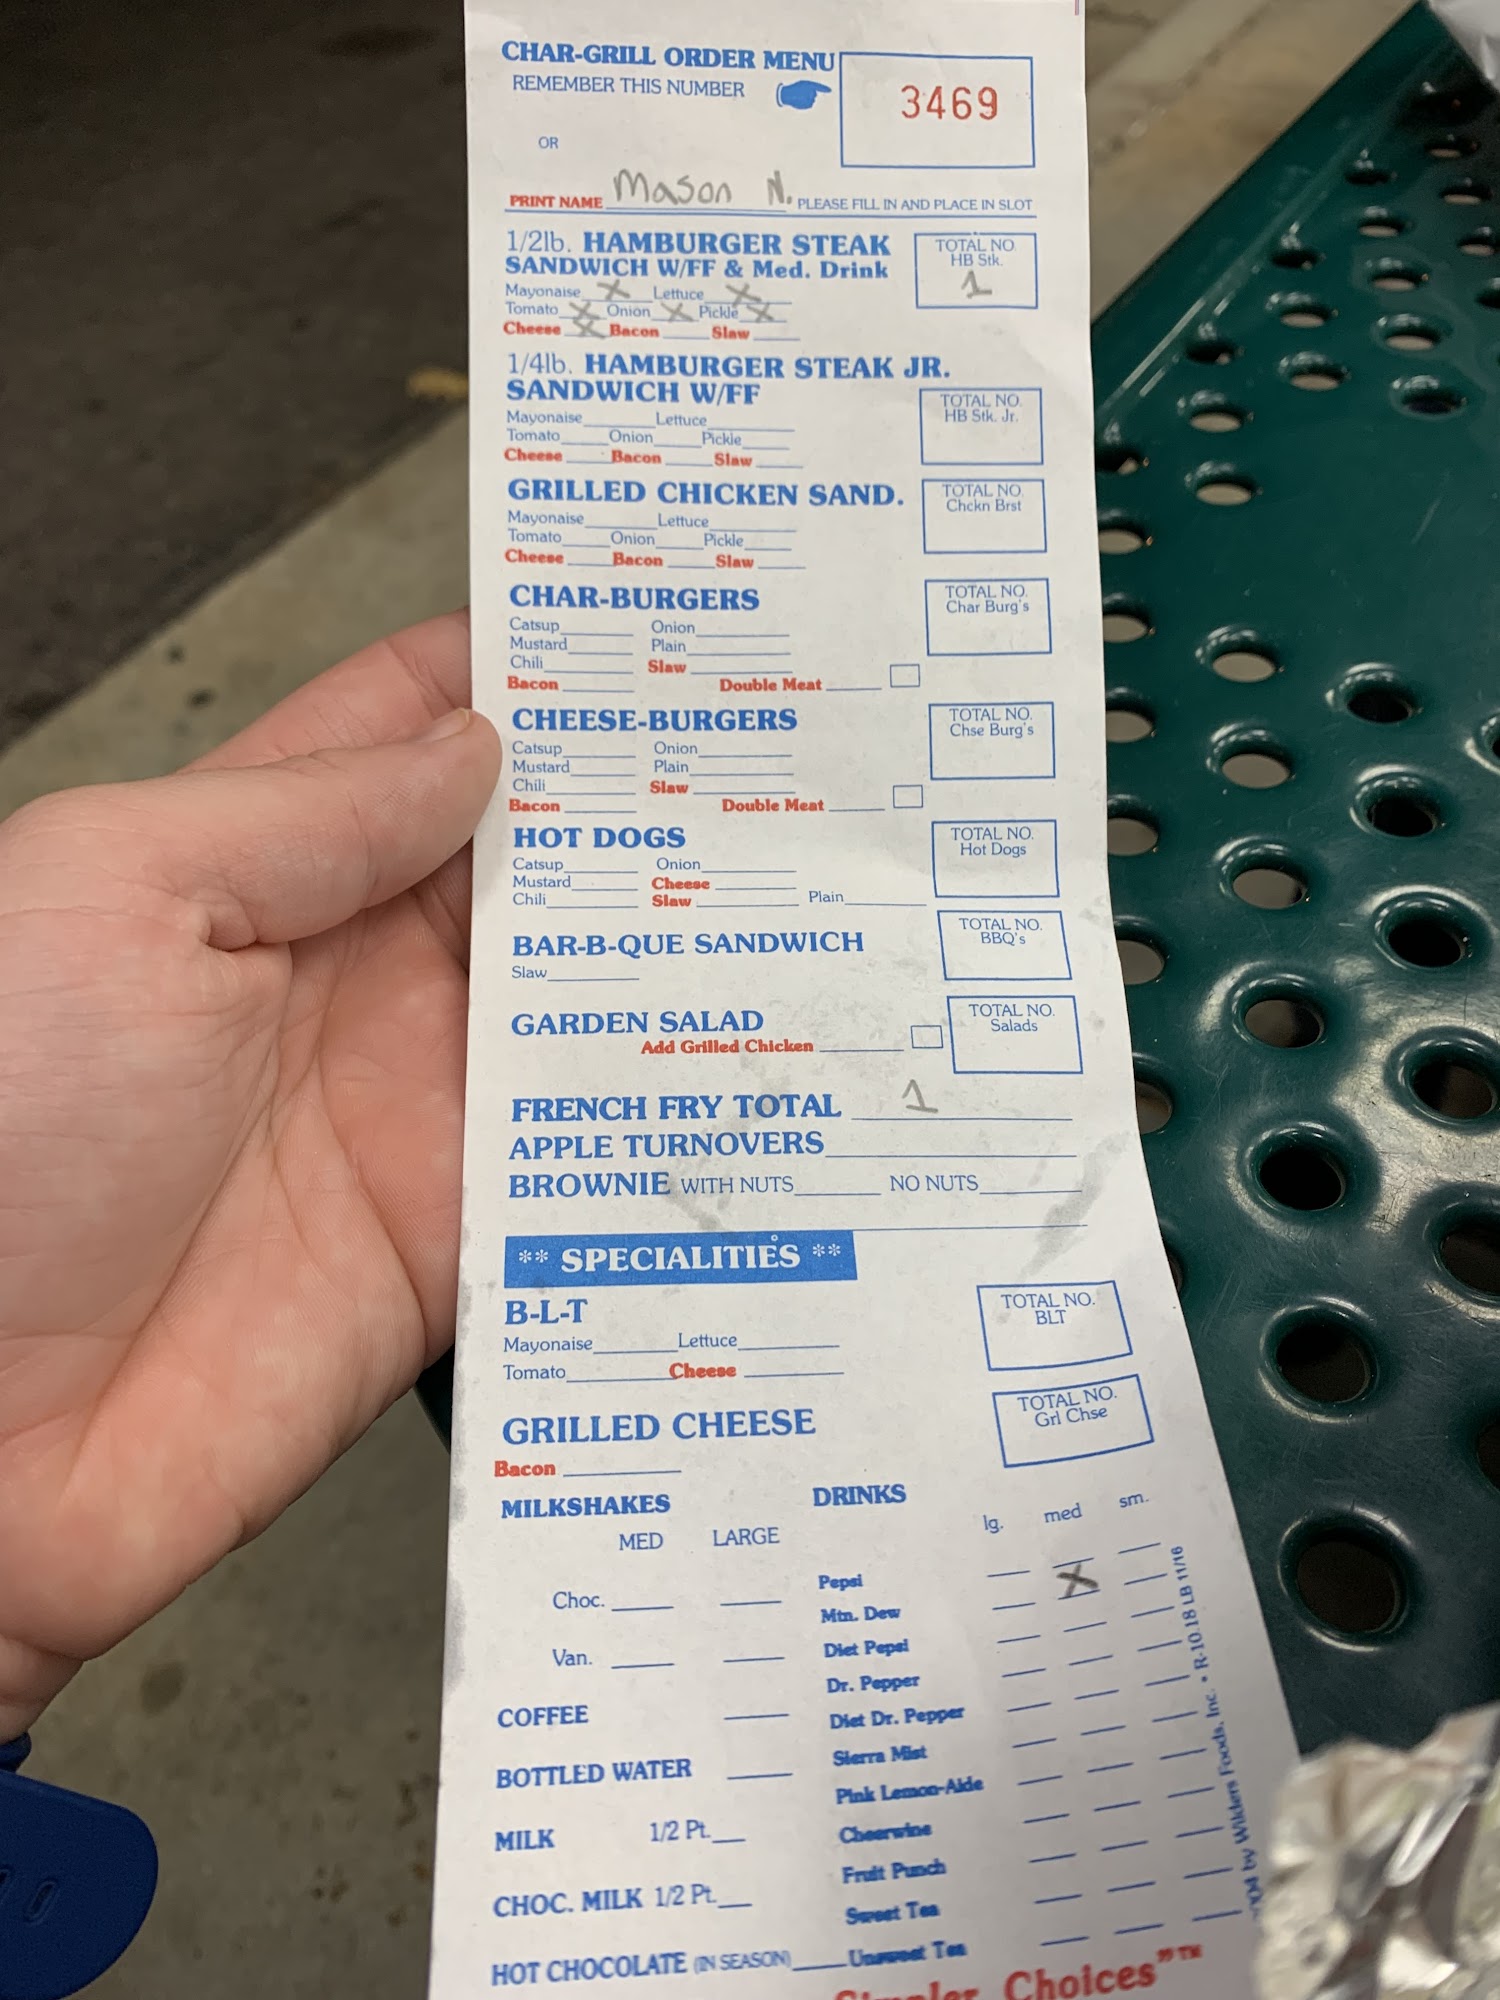 CHAR-GRILL ORDER MENU
REMEMBER THIS NUMBER
3469
OR
PRINT NAME Mason N. PLEASE FILL IN AND PLACE IN SLOT
1/2lb. HAMBURGER STEAK
SANDWICH W/FF & Med. Drink
TOTAL NO.
HB Stk.
1
Mayonaise X Lettuce X
Tomato X Onion X Pickle X
Cheese X Bacon Slaw
1/4lb. HAMBURGER STEAK JR.
SANDWICH W/FF
TOTAL NO.
HB Stk. Jr.
Mayonaise Lettuce
Tomato Onion Pickle
Cheese Bacon Slaw
GRILLED CHICKEN SAND.
TOTAL NO.
Chckn Brst
Mayonaise Lettuce
Tomato Onion Pickle
Cheese Bacon Slaw
CHAR-BURGERS
TOTAL NO.
Char Burg's
Catsup Onion
Mustard Plain
Chili Slaw
Bacon Double Meat
CHEESE-BURGERS
TOTAL NO.
Chse Burg's
Catsup Onion
Mustard Plain
Chili Slaw
Bacon Double Meat
HOT DOGS
TOTAL NO.
Hot Dogs
Catsup Onion
Mustard Cheese
Chili Slaw Plain
BAR-B-QUE SANDWICH
TOTAL NO.
BBQ's
Slaw
GARDEN SALAD
TOTAL NO.
Salads
Add Grilled Chicken
FRENCH FRY TOTAL 1
APPLE TURNOVERS
BROWNIE WITH NUTS NO NUTS
** SPECIALITIES **
B-L-T
TOTAL NO.
BLT
Mayonaise Lettuce
Tomato Cheese
GRILLED CHEESE
TOTAL NO.
Grl Chse
Bacon
MILKSHAKES
MED LARGE
Choc.
Van.
COFFEE
BOTTLED WATER
MILK 1/2 Pt.
CHOC. MILK 1/2 Pt.
HOT CHOCOLATE (IN SEASON)
DRINKS
lg. med sm.
Pepsi
X
Mtn. Dew
Diet Pepsi
Dr. Pepper
Diet Dr. Pepper
Sierra Mist
Pink Lemon-Aide
Cheerwine
Fruit Punch
Sweet Tea
Unsweet Tea
by Wilders Foods, Inc. • R-10.18 LB 11/16
Choices"™